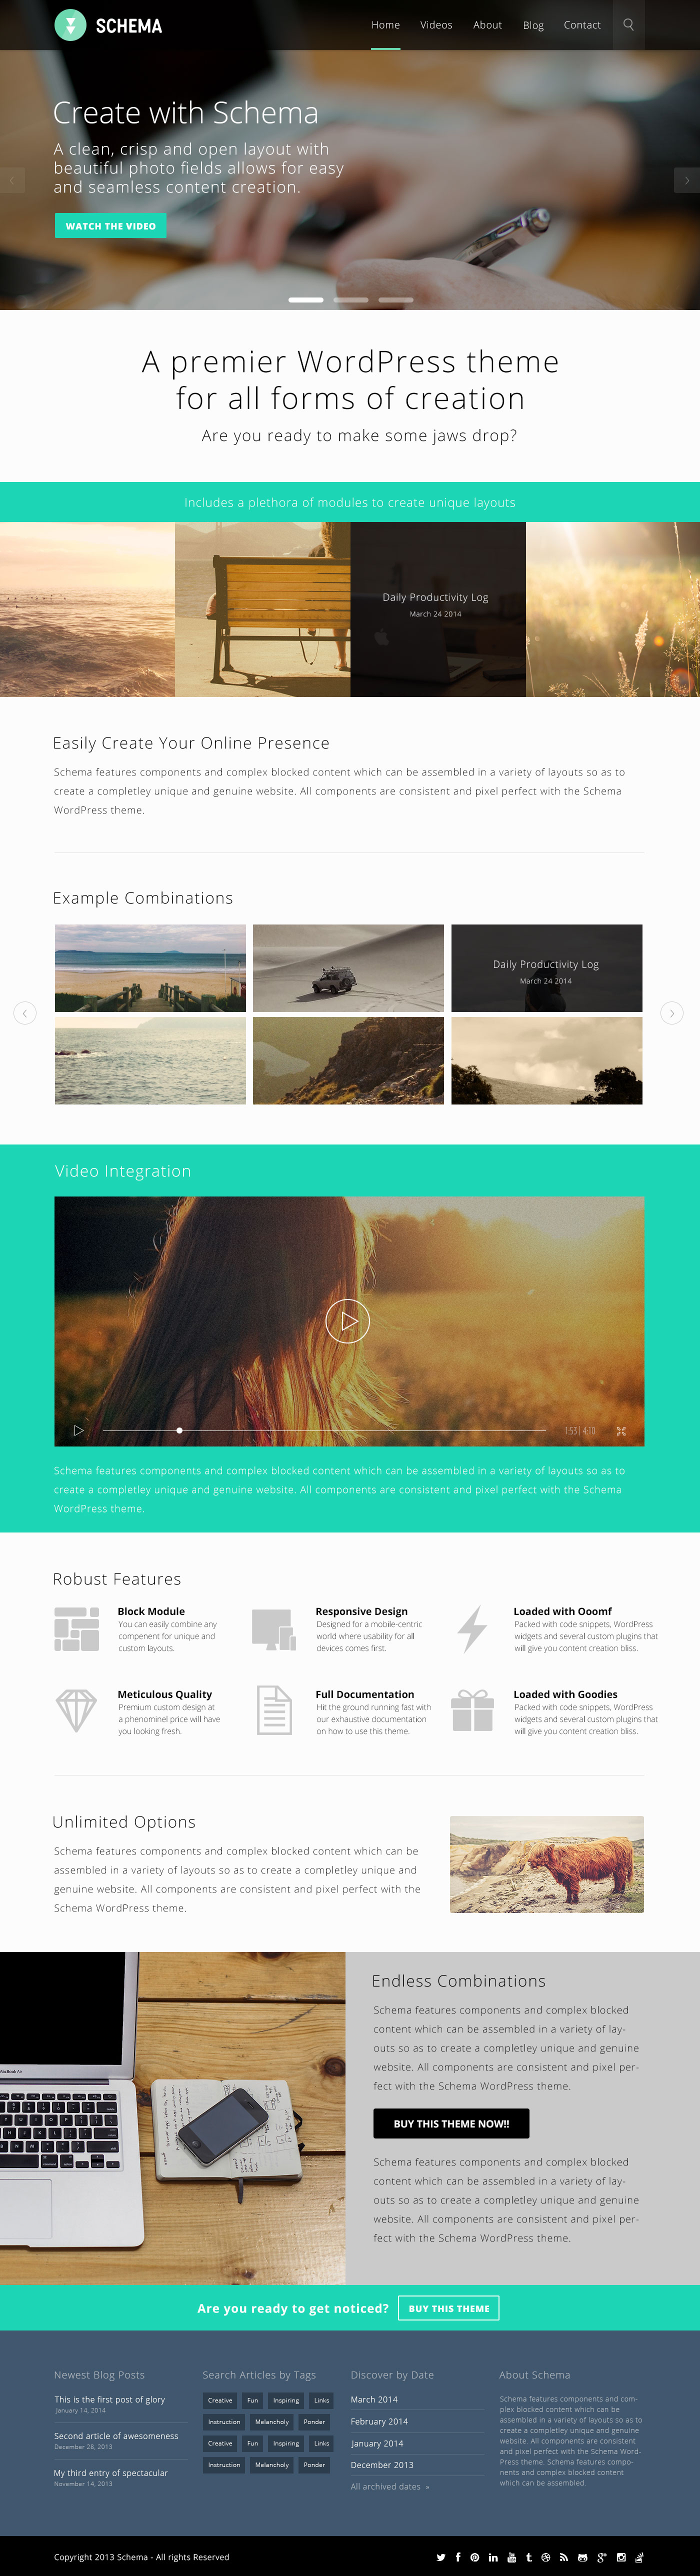 SCHEMA
Home Videos About Blog Contact
Create with Schema
A clean, crisp and open layout with
beautiful photo fields allows for easy
and seamless content creation.
WATCH THE VIDEO
A premier WordPress theme
for all forms of creation
Are you ready to make some jaws drop?
Includes a plethora of modules to create unique layouts
Daily Productivity Log
March 24 2014
Easily Create Your Online Presence
Schema features components and complex blocked content which can be assembled in a variety of layouts so as to
create a completley unique and genuine website. All components are consistent and pixel perfect with the Schema
WordPress theme.
Example Combinations
Daily Productivity Log
March 24 2014
Video Integration
1:53 | 4:10
Schema features components and complex blocked content which can be assembled in a variety of layouts so as to
create a completley unique and genuine website. All components are consistent and pixel perfect with the Schema
WordPress theme.
Robust Features
Block Module
You can easily combine any
component for unique and
custom layouts.
Responsive Design
Designed for a mobile-centric
world where usability for all
devices comes first.
Loaded with Ooomf
Packed with code snippets, WordPress
widgets and several custom plugins that
will give you content creation bliss.
Meticulous Quality
Premium custom design at
a phenominel price will have
you looking fresh.
Full Documentation
Hit the ground running fast with
our exhaustive documentation
on how to use this theme.
Loaded with Goodies
Packed with code snippets, WordPress
widgets and several custom plugins that
will give you content creation bliss.
Unlimited Options
Schema features components and complex blocked content which can be
assembled in a variety of layouts so as to create a completley unique and
genuine website. All components are consistent and pixel perfect with the
Schema WordPress theme.
MacBook Air
Endless Combinations
Schema features components and complex blocked
content which can be assembled in a variety of lay-
outs so as to create a completley unique and genuine
website. All components are consistent and pixel per-
fect with the Schema WordPress theme.
BUY THIS THEME NOW!!
Schema features components and complex blocked
content which can be assembled in a variety of lay-
outs so as to create a completley unique and genuine
website. All components are consistent and pixel per-
fect with the Schema WordPress theme.
Are you ready to get noticed? BUY THIS THEME
Newest Blog Posts
This is the first post of glory
January 14, 2014
Second article of awesomeness
December 28, 2013
My third entry of spectacular
November 14, 2013
Search Articles by Tags
Creative Fun Inspiring Links
Instruction Melancholy Ponder
Creative Fun Inspiring Links
Instruction Melancholy Ponder
Discover by Date
March 2014
February 2014
January 2014
December 2013
All archived dates »
About Schema
Schema features components and com-
plex blocked content which can be
assembled in a variety of layouts so as to
create a completley unique and genuine
website. All components are consistent
and pixel perfect with the Schema Word-
Press theme. Schema features compo-
nents and complex blocked content
which can be assembled
Copyright 2013 Schema - All rights Reserved